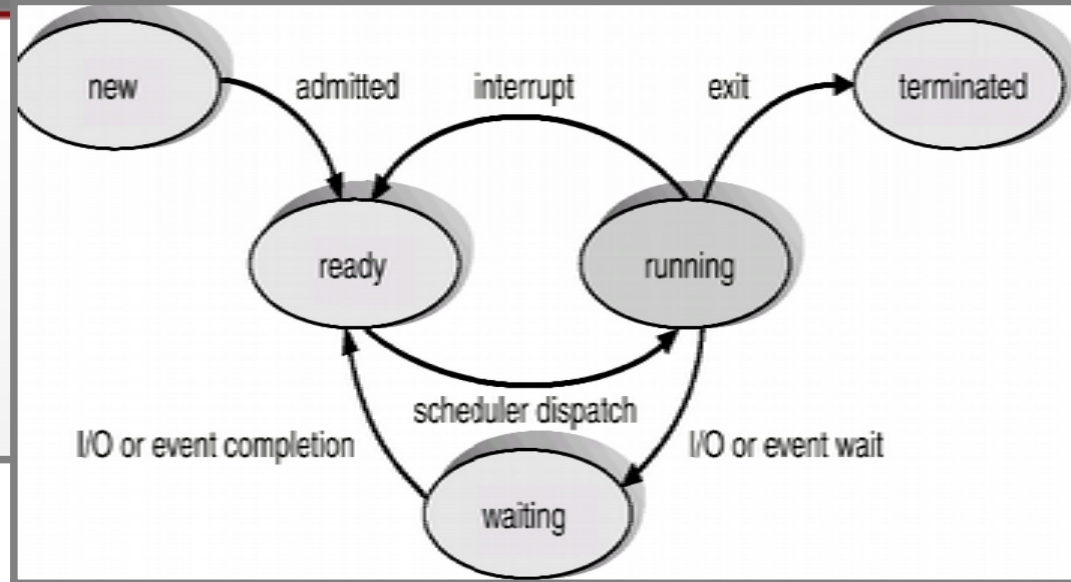 new
admitted
interrupt
exit
terminated
ready
running
scheduler dispatch
I/O or event completion
I/O or event wait
waiting